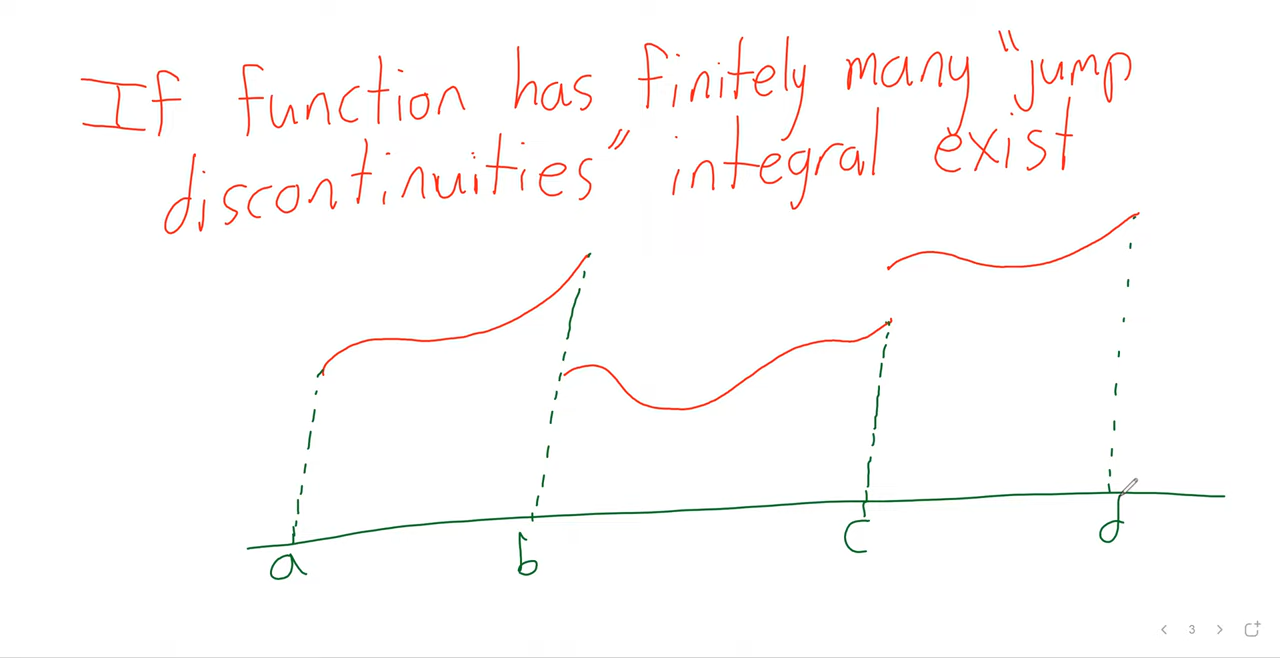 If function has finitely many "jump
discontinuities" integral exist
a b c d
3